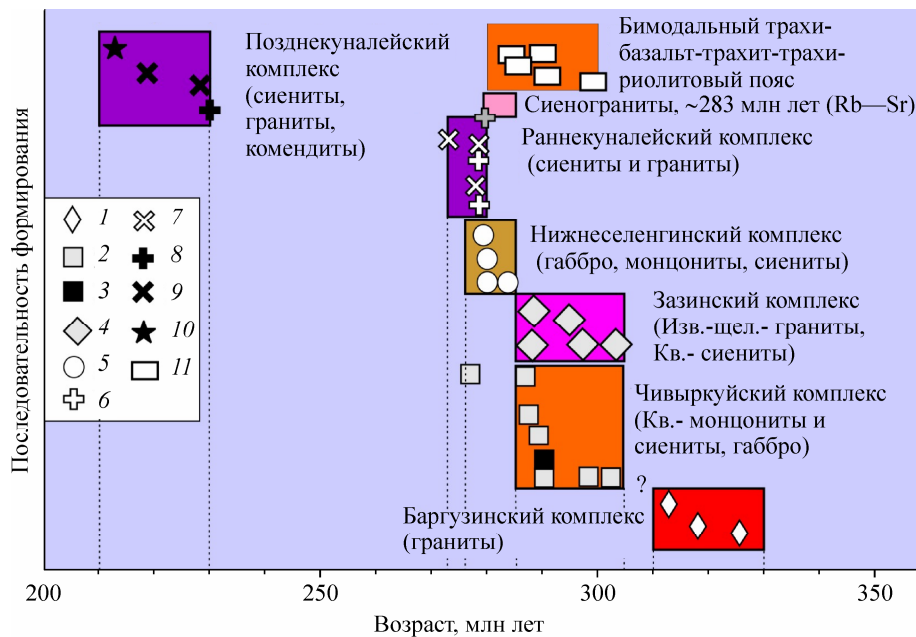 Последовательность формирования
Позднекуналейский
комплекс
(сиениты,
граниты,
комендиты)
Бимодальный трахи-
базальт-трахит-трахи-
риолитовый пояс
Сиенограниты, ~283 млн лет (Rb—Sr)
Раннекуналейский комплекс
(сиениты и граниты)
1
2
3
4
5
6
7
8
9
10
11
Нижнеселенгинский комплекс
(габбро, монцониты, сиениты)
Зазинский комплекс
(Изв.-щел.- граниты,
Кв.- сиениты)
Чивыркуйский комплекс
(Кв.- монцониты и
сиениты, габбро)
?
Баргузинский комплекс
(граниты)
200
250
300
350
Возраст, млн лет